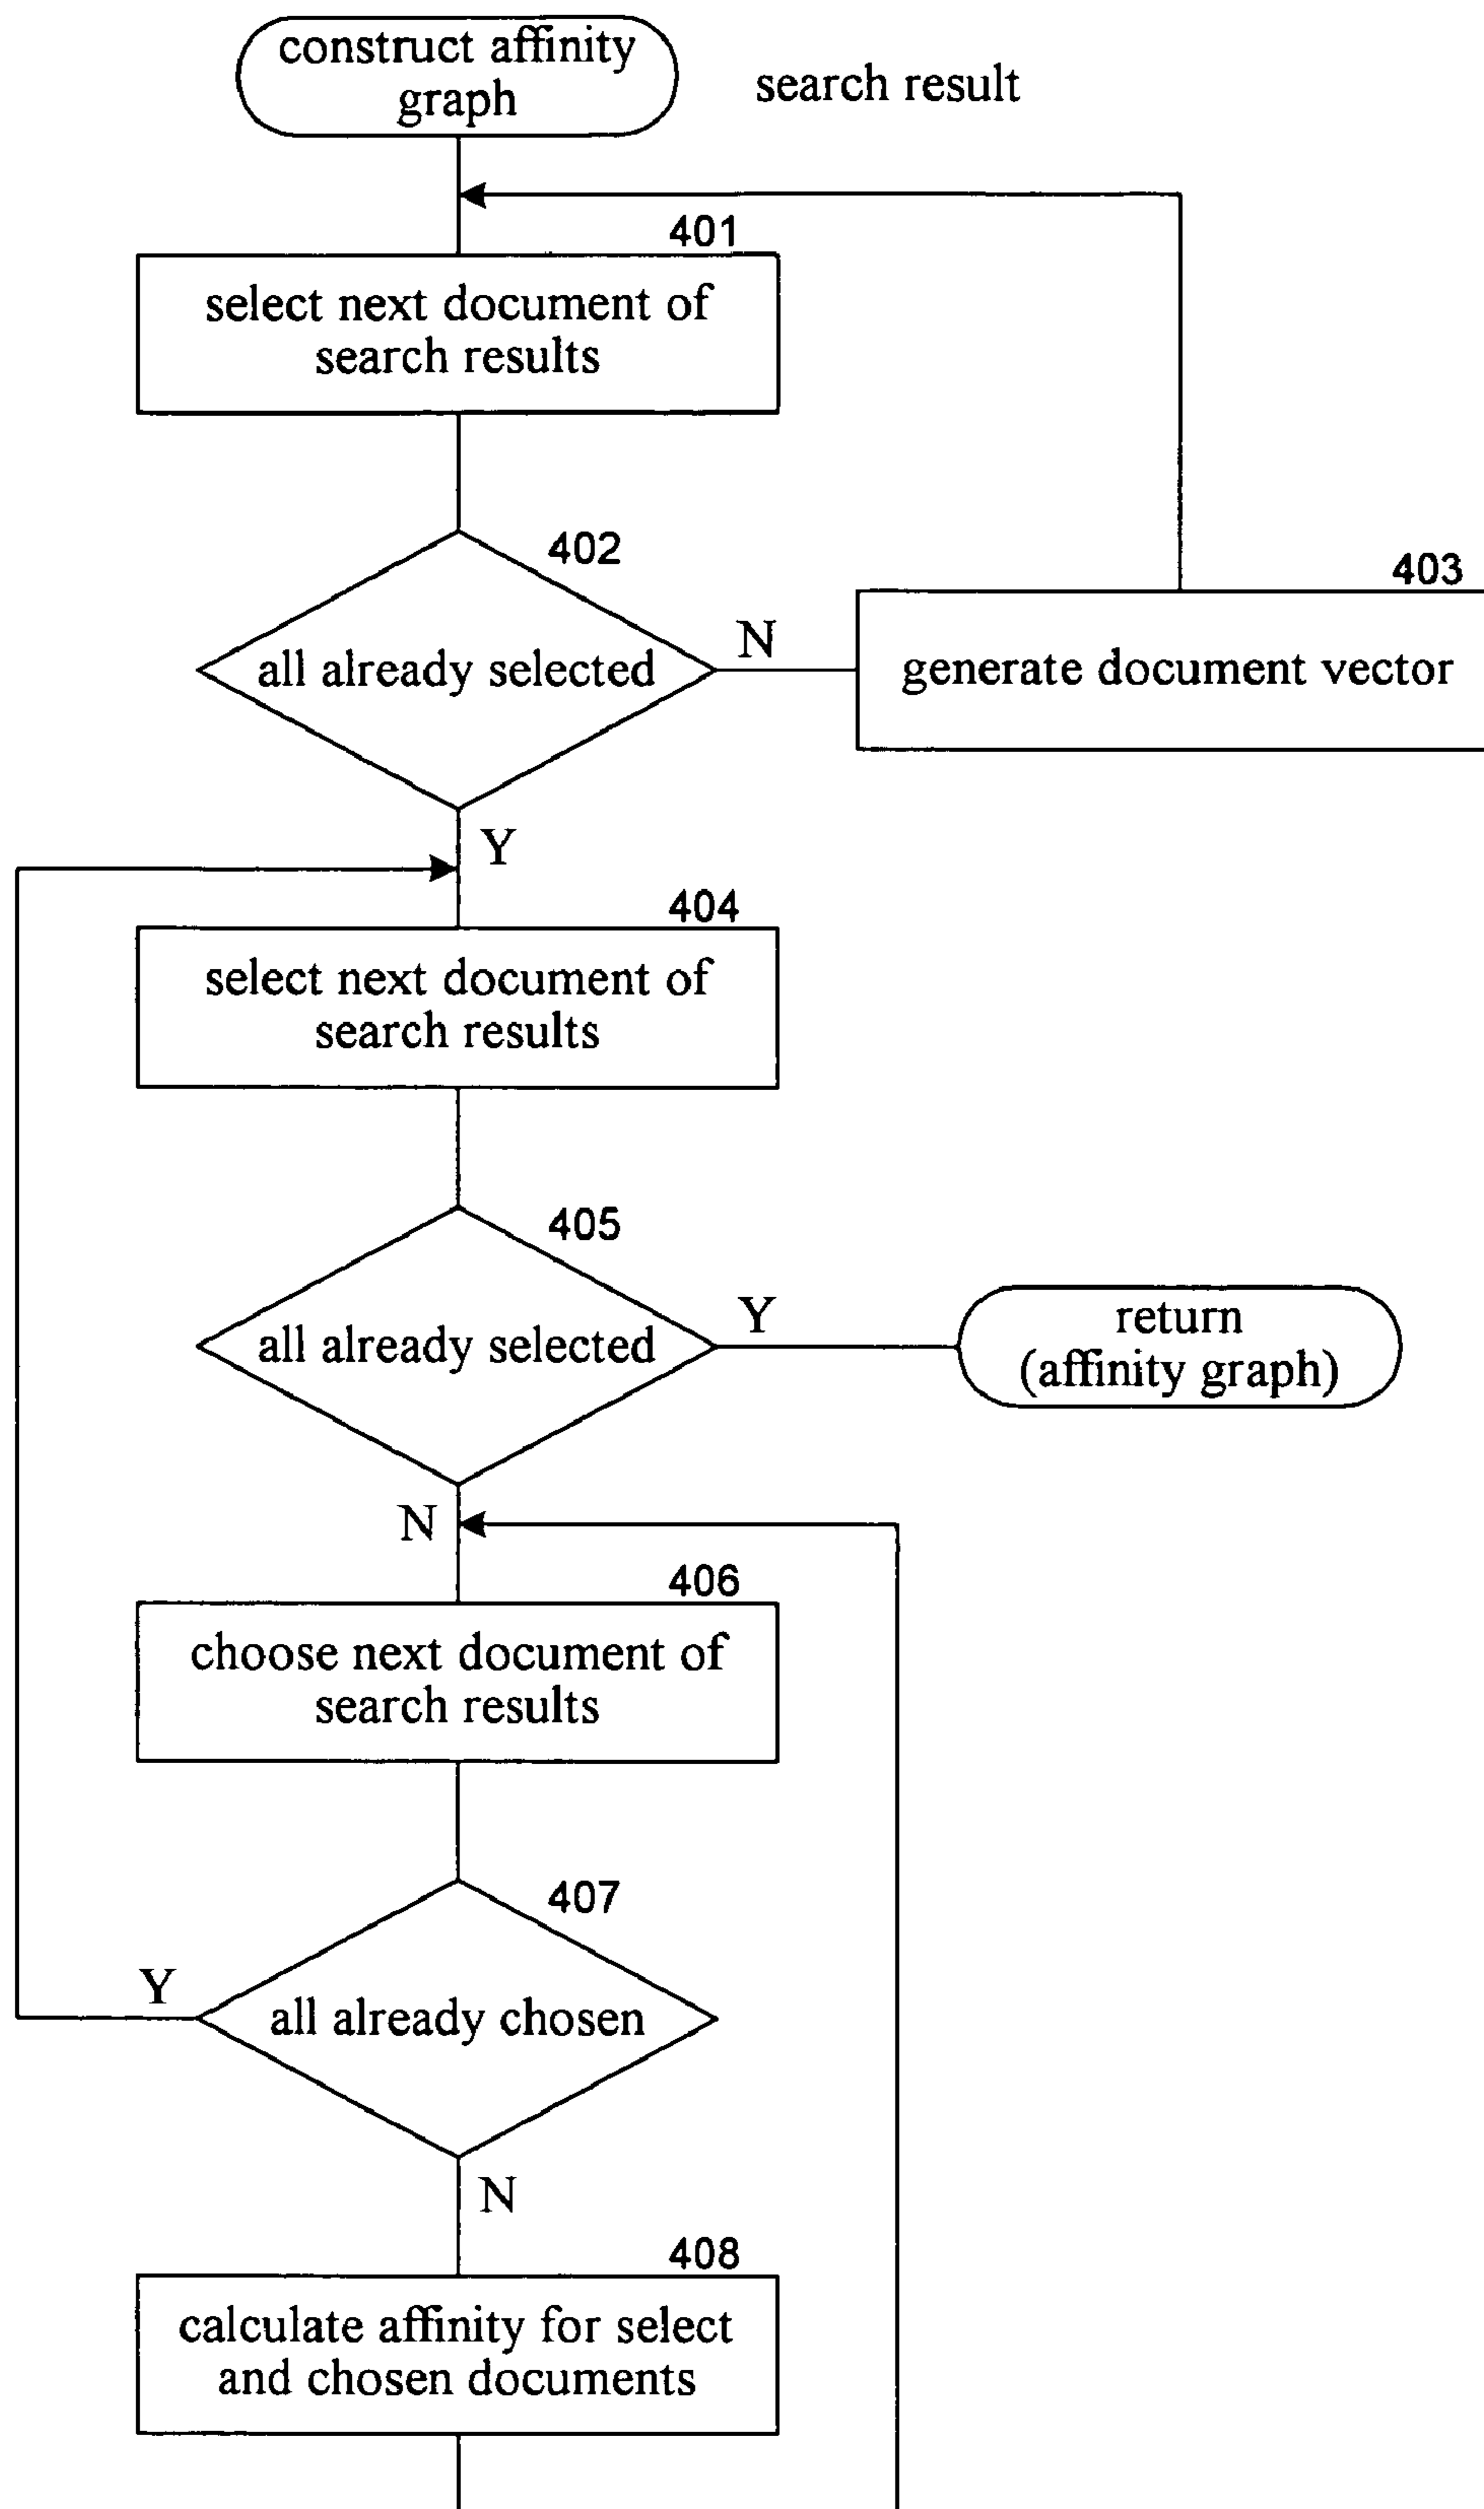 construct affinity
graph
search result
401
select next document of
search results
402
all already selected
N
403
generate document vector
Y
404
select next document of
search results
405
all already selected
Y
return
(affinity graph)
N
406
choose next document of
search results
407
Y
all already chosen
N
408
calculate affinity for select
and chosen documents